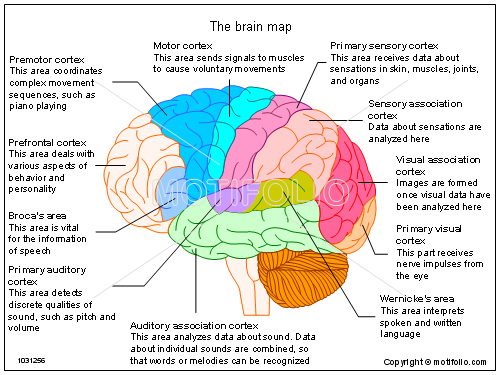 The brain map
Motor cortex
This area sends signals to muscles
to cause voluntary movements
Primary sensory cortex
This area receives data about
sensations in skin, muscles, joints,
and organs
Premotor cortex
This area coordinates
complex movement
sequences, such as
piano playing
Sensory association
cortex
Data about sensations are
analyzed here
Prefrontal cortex
This area deals with
various aspects of
behavior and
personality
Visual association
cortex
Images are formed
once visual data have
been analyzed here
MOTIFOLIO
Broca's area
This area is vital
for the information
of speech
Primary visual
cortex
This part receives
nerve impulses from
the eye
Primary auditory
cortex
This area detects
discrete qualities of
sound, such as pitch and
volume
Wernicke's area
This area interprets
spoken and written
language
Auditory association cortex
This area analyzes data about sound. Data
about individual sounds are combined, so
that words or melodies can be recognized
1031256
Copyright © motifolio.com